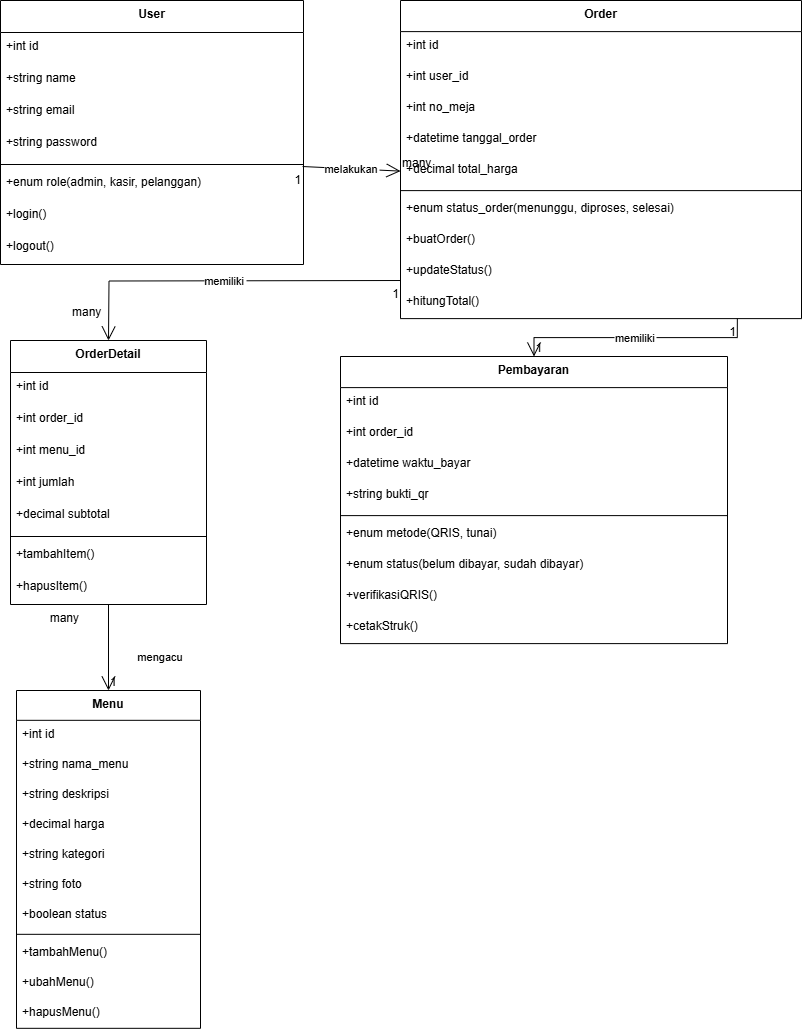 User
+int id
+string name
+string email
+string password
+enum role(admin, kasir, pelanggan)
+login()
+logout()
1
melakukan
many
Order
+int id
+int user_id
+int no_meja
+datetime tanggal_order
+decimal total_harga
+enum status_order(menunggu, diproses, selesai)
+buatOrder()
+updateStatus()
+hitungTotal()
memiliki
1
many
1
memiliki
1
OrderDetail
+int id
+int order_id
+int menu_id
+int jumlah
+decimal subtotal
+tambahItem()
+hapusItem()
Pembayaran
+int id
+int order_id
+datetime waktu_bayar
+string bukti_qr
+enum metode(QRIS, tunai)
+enum status(belum dibayar, sudah dibayar)
+verifikasiQRIS()
+cetakStruk()
many
mengacu
1
Menu
+int id
+string nama_menu
+string deskripsi
+decimal harga
+string kategori
+string foto
+boolean status
+tambahMenu()
+ubahMenu()
+hapusMenu()